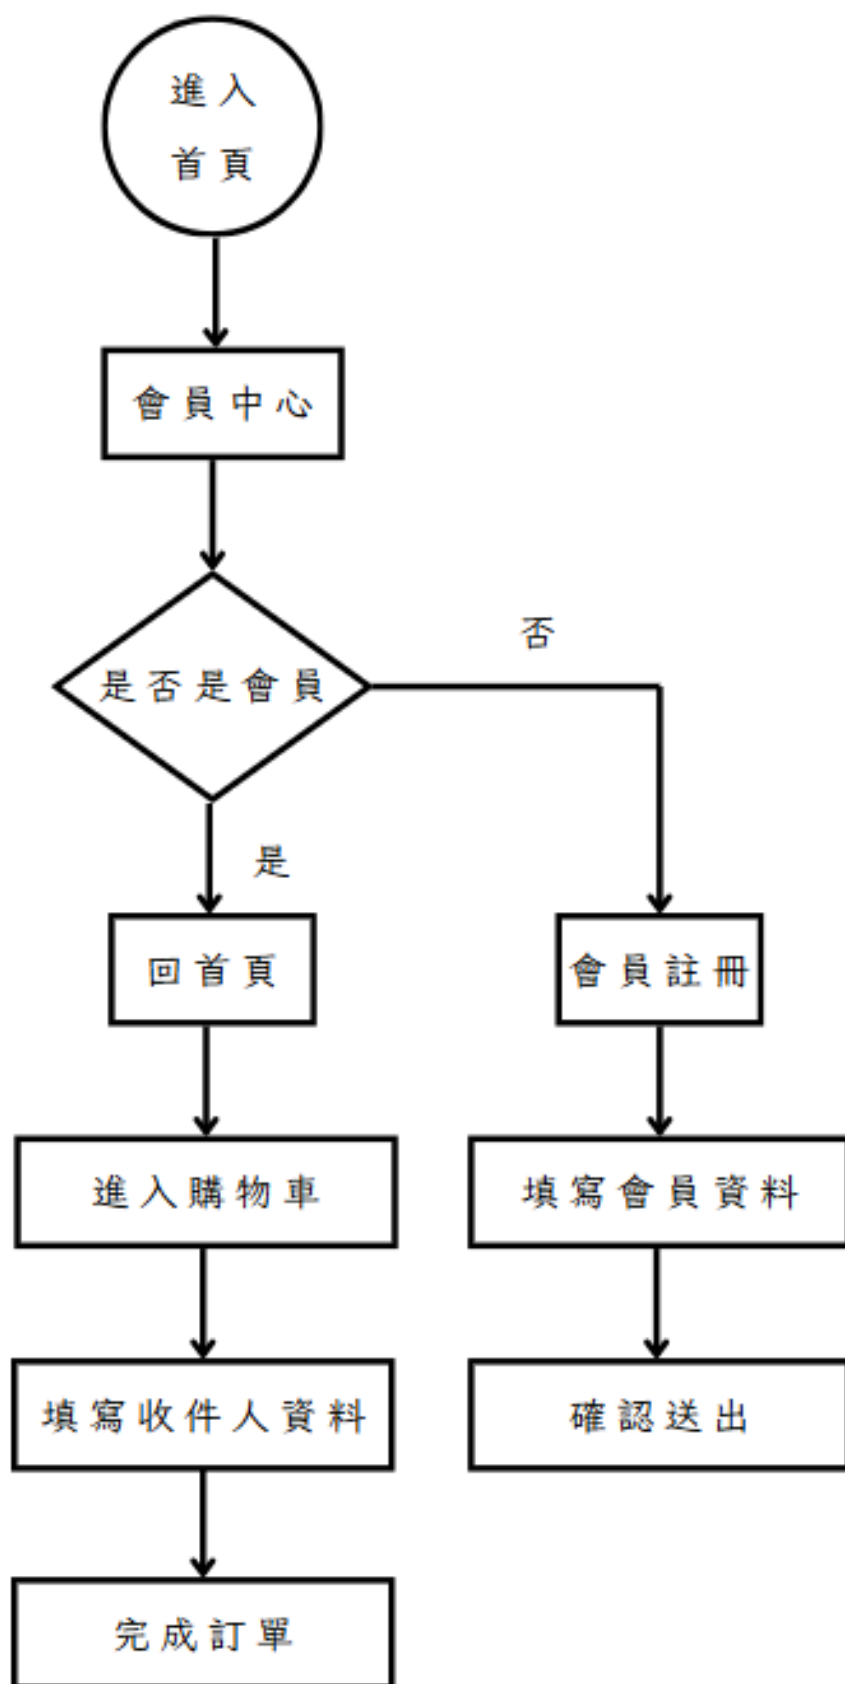 進入
首頁
會員中心
否
是否是會員
是
回首頁
會員註冊
進入購物車
填寫會員資料
填寫收件人資料
確認送出
完成訂單